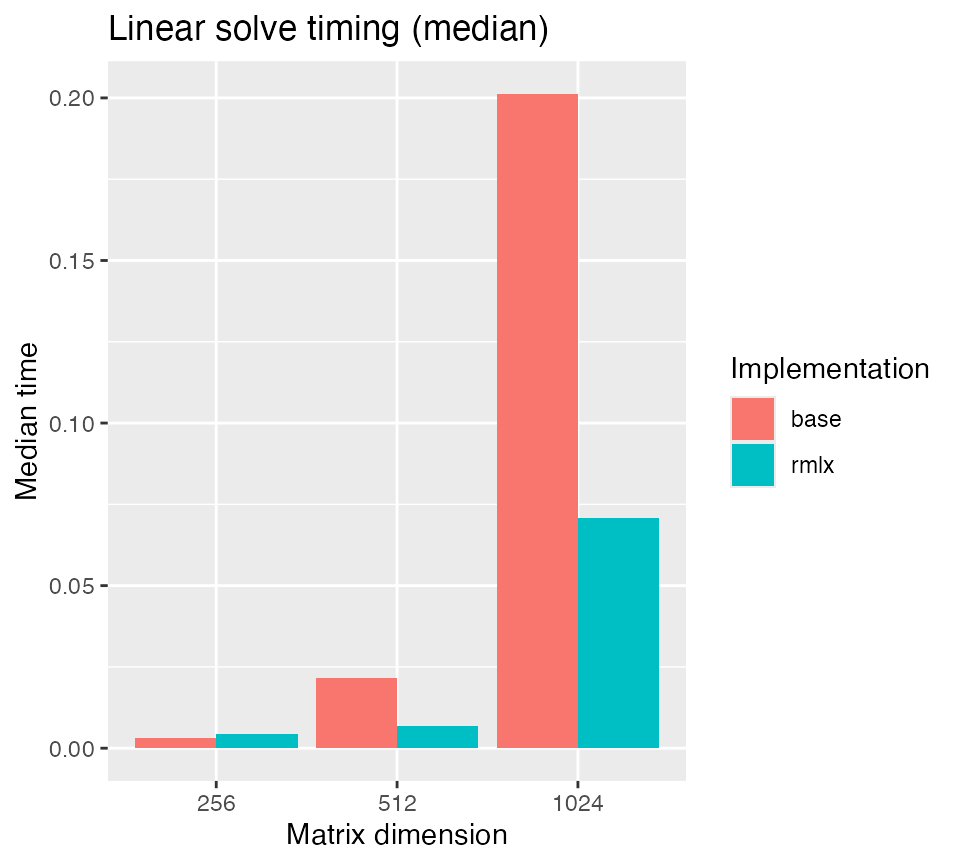 Linear solve timing (median)
0.20
0.15
0.10
0.05
0.00
Median time
256 512 1024
Matrix dimension
Implementation
base
rmlx